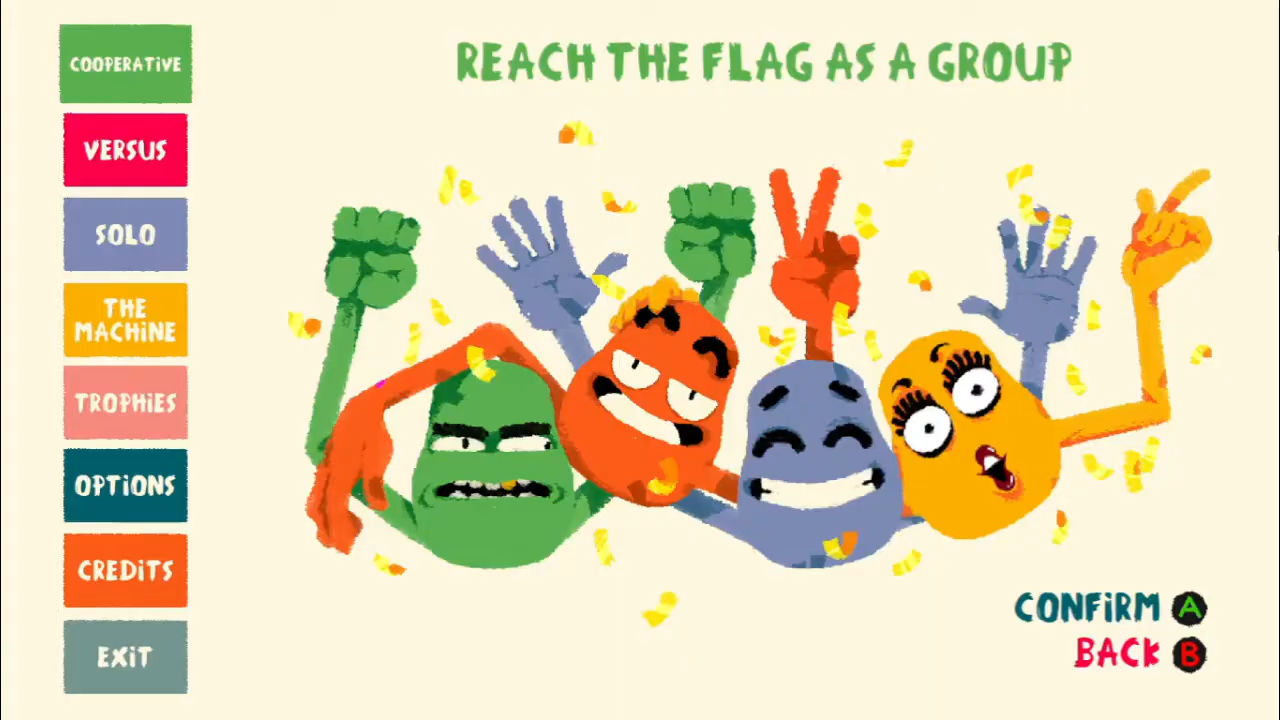 COOPERATiVE
REACH THE FLAG AS A GROUP
VERSUS
SOLO
THE
MACHiNE
TROPHiES
OPTiONS
CREDiTS
EXiT
CONFiRM A
BACK B